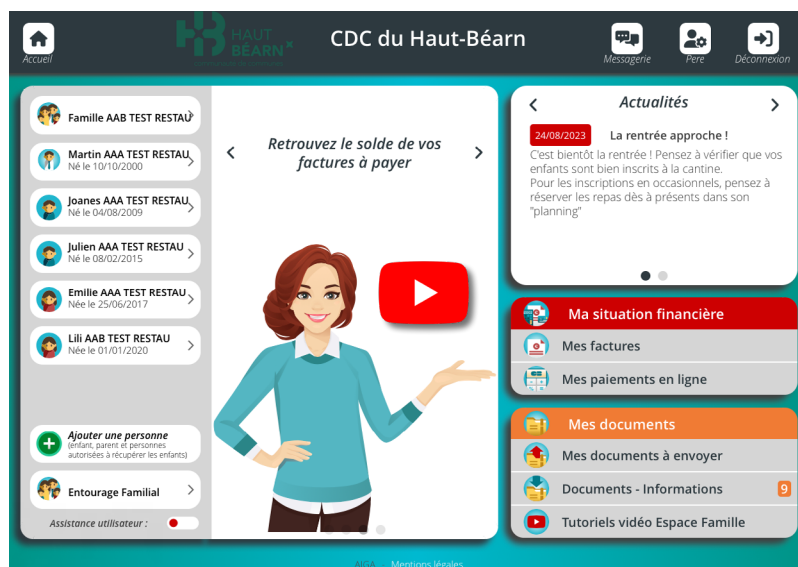 HAUT
BÉARN
CDC du Haut-Béarn
Accueil
Messagerie
Pere
Déconnexion
Famille AAB TEST RESTAU
Martin AAA TEST RESTAU
Né le 10/10/2000
Joanes AAA TEST RESTAU
Né le 04/08/2009
Julien AAA TEST RESTAU
Né le 08/02/2015
Emilie AAA TEST RESTAU
Née le 25/06/2017
Lili AAB TEST RESTAU
Née le 01/01/2020
Ajouter une personne
(enfant, parent et personnes
autorisées à récupérer les enfants)
Entourage Familial
Assistance utilisateur :
Retrouvez le solde de vos
factures à payer
Actualités
24/08/2023 La rentrée approche !
C'est bientôt la rentrée ! Pensez à vérifier que vos
enfants sont bien inscrits à la cantine.
Pour les inscriptions en occasionnels, pensez à
réserver les repas dès à présents dans son
"planning"
Ma situation financière
Mes factures
Mes paiements en ligne
Mes documents
Mes documents à envoyer
Documents - Informations 9
Tutoriels vidéo Espace Famille
AIGA Mentions légales